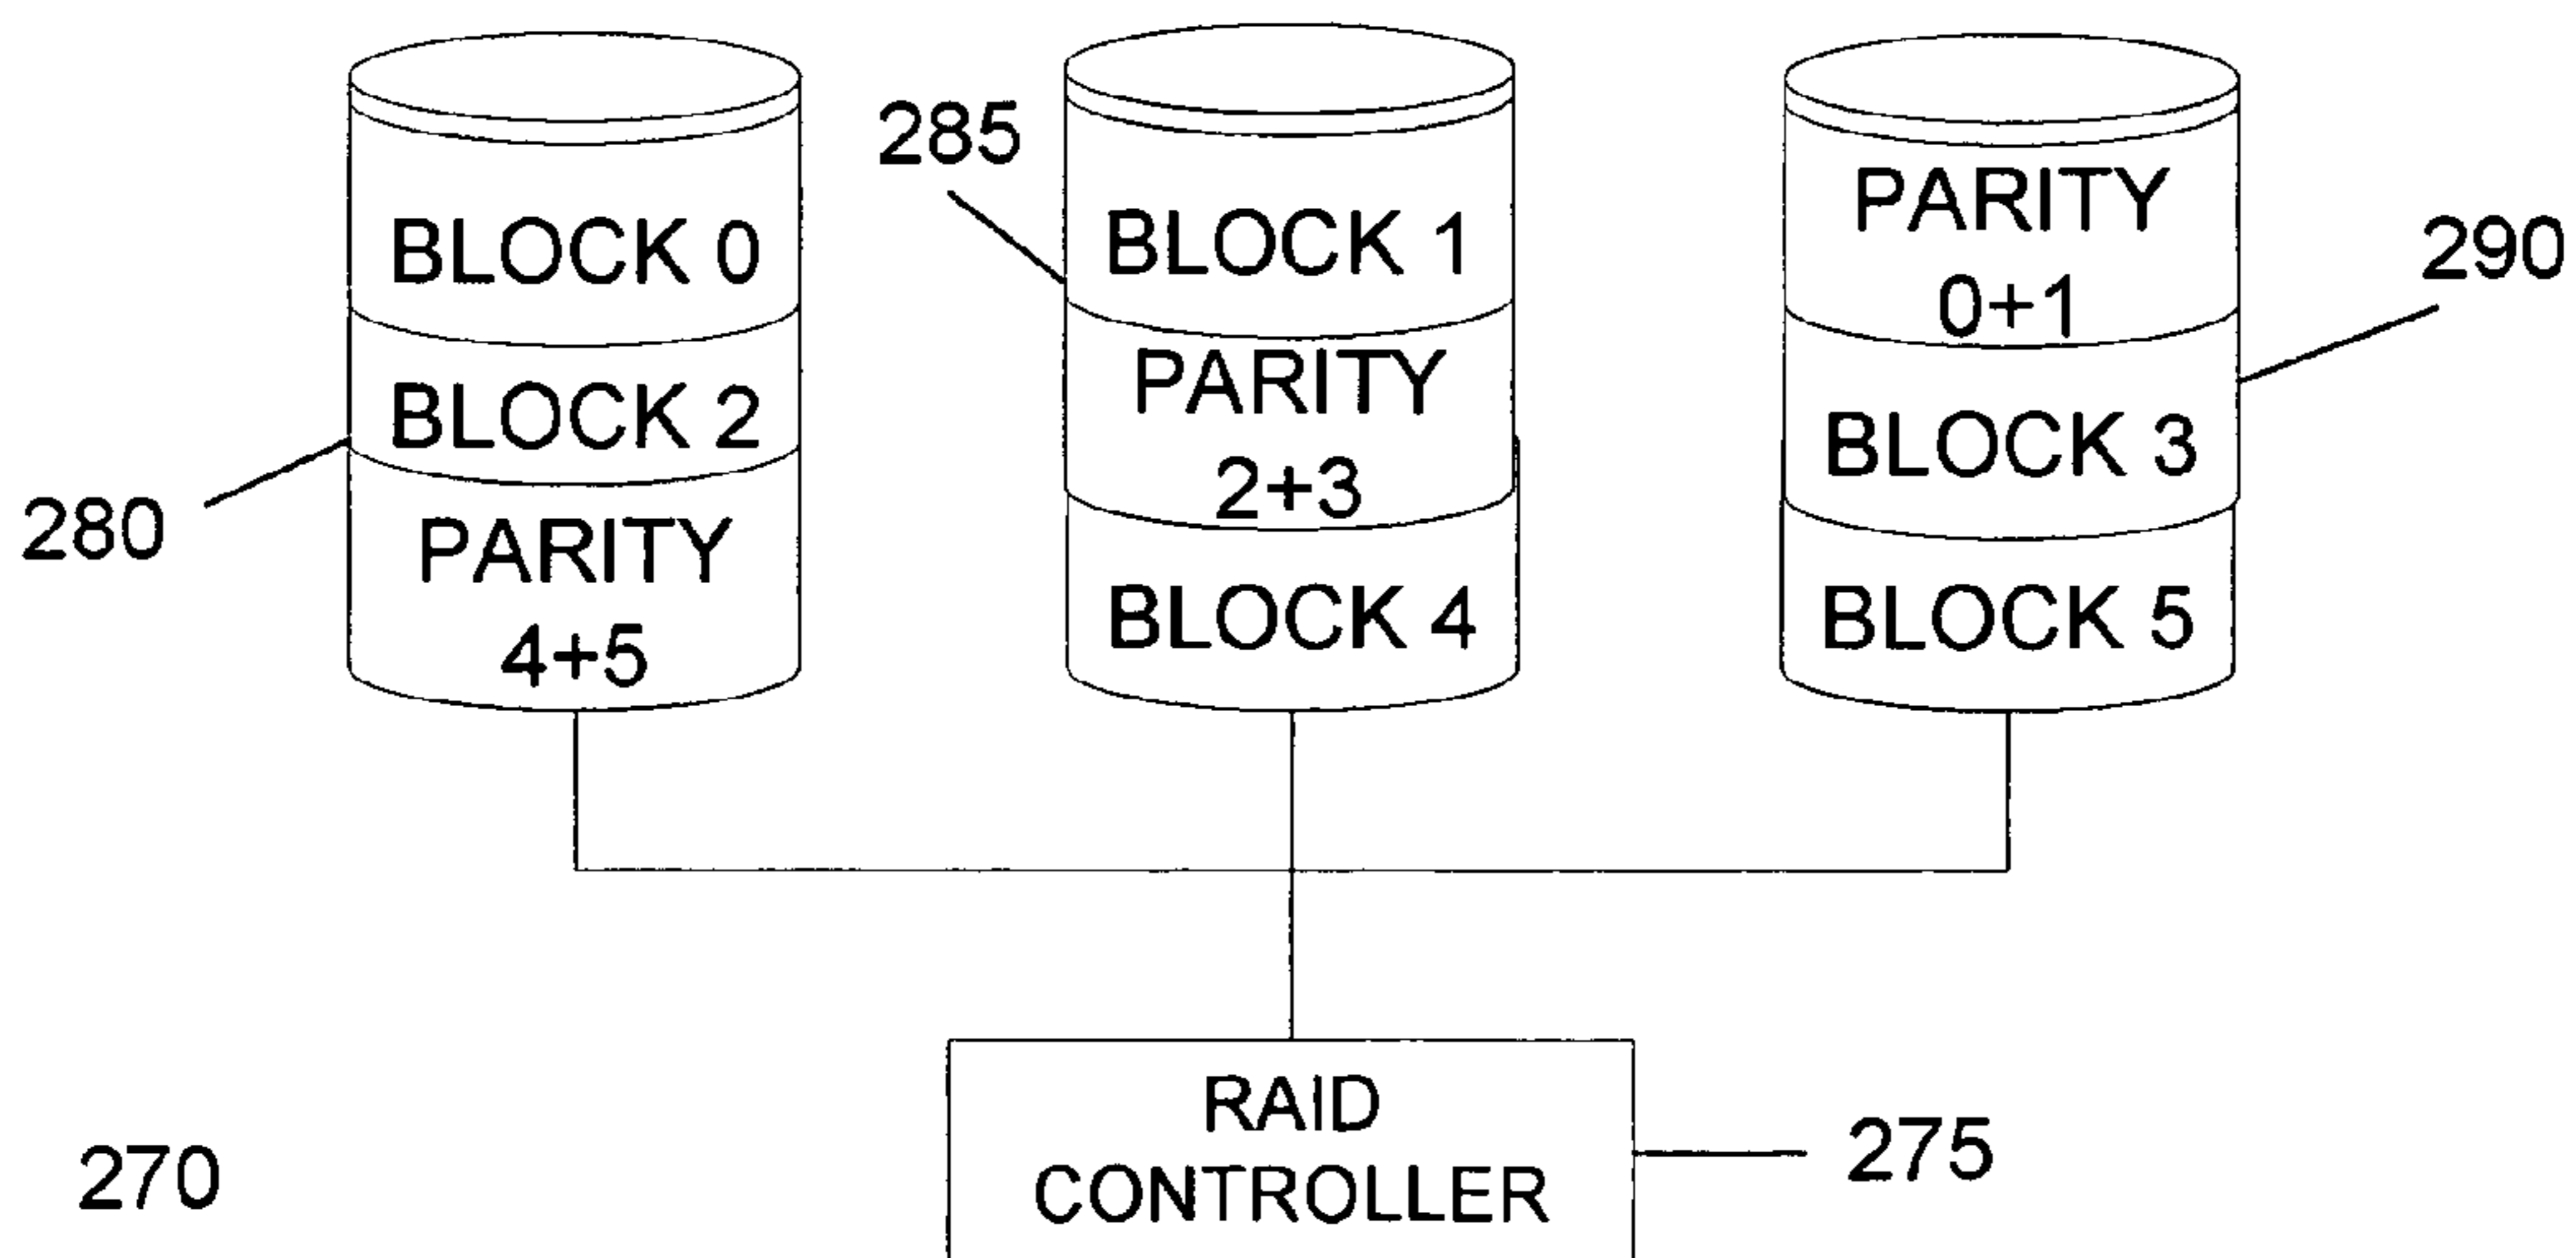 285
290
280
BLOCK 0
BLOCK 2
PARITY
4+5
BLOCK 1
PARITY
2+3
BLOCK 4
PARITY
0+1
BLOCK 3
BLOCK 5
270
RAID
CONTROLLER
275